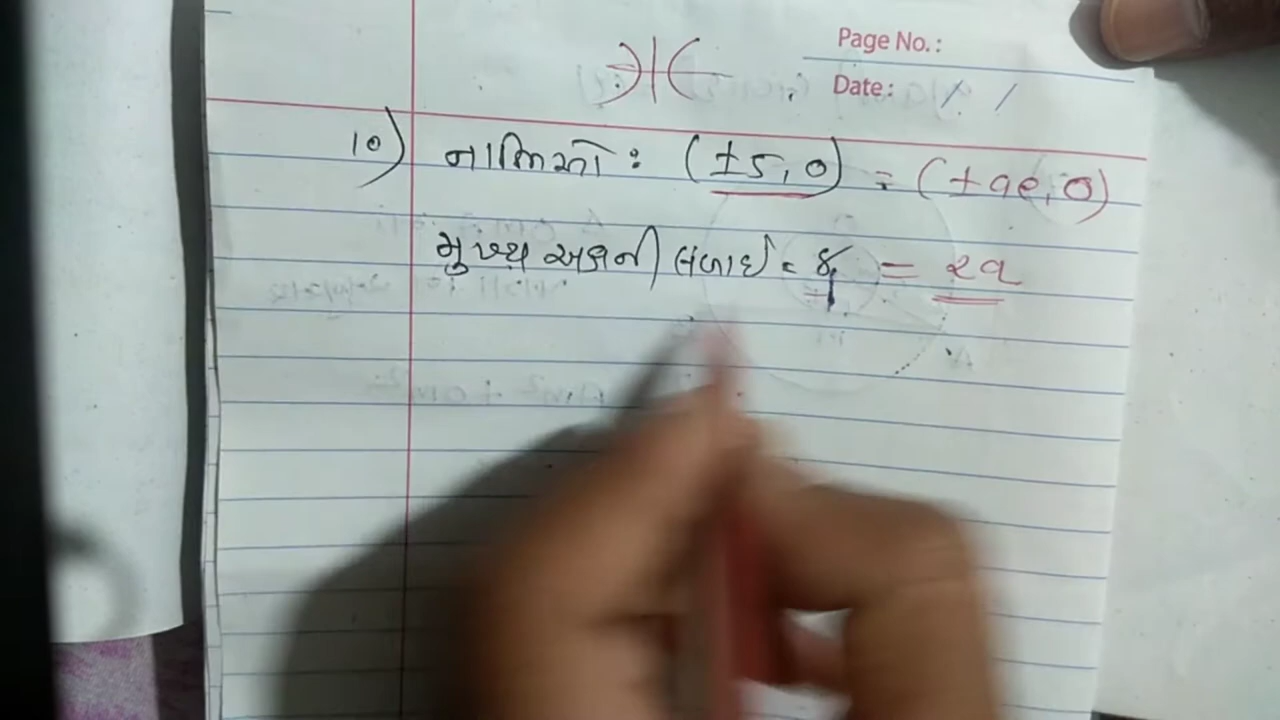 Page No.:
Date: / /
10) નાભિઓ : (±5, 0) = (±ae, 0)
મુખ્ય અક્ષની લંબાઈ = 8 = 2a